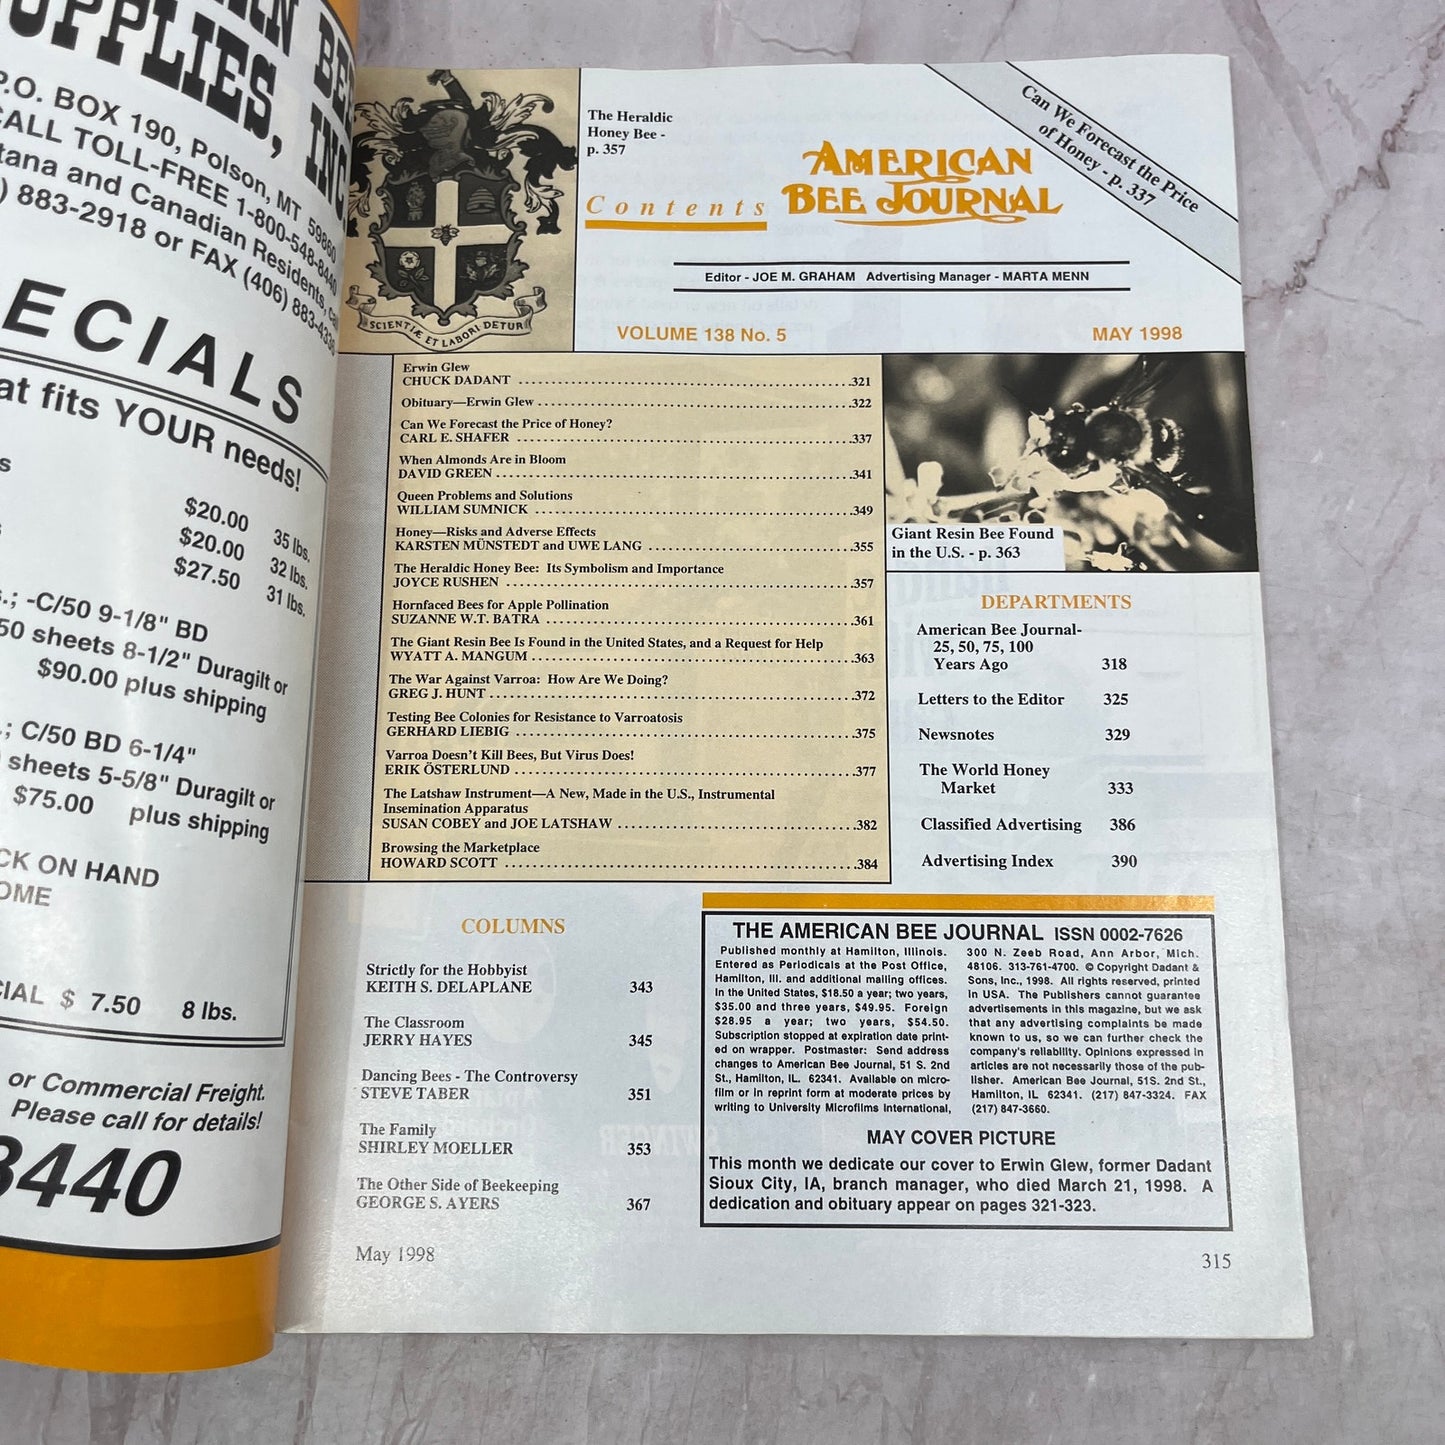 BEE
SUPPLIES, INC.
P.O. BOX 190, Polson, MT 59860
CALL TOLL-FREE 1-800-548-8440
and Canadian Residents, call
883-2918 or FAX (406) 883-4330
fits YOUR needs!
$20.00 35 lbs.
$20.00 32 lbs.
$27.50 31 lbs.
-C/50 9-1/8" BD
50 sheets 8-1/2" Duragilt or
$90.00 plus shipping
C/50 BD 6-1/4"
sheets 5-5/8" Duragilt or
$75.00 plus shipping
ON HAND
$ 7.50 8 lbs.
or Commercial Freight.
Please call for details!
8440
SCIENTIÆ ET LABORI DETUR
The Heraldic
Honey Bee -
p. 357
Contents
AMERICAN
BEE JOURNAL
Can We Forecast the Price
of Honey - p. 337
Editor - JOE M. GRAHAM Advertising Manager - MARTA MENN
VOLUME 138 No. 5 MAY 1998
Erwin Glew
CHUCK DADANT ....321
Obituary—Erwin Glew ....322
Can We Forecast the Price of Honey?
CARL E. SHAFER ....337
When Almonds Are in Bloom
DAVID GREEN ....341
Queen Problems and Solutions
WILLIAM SUMNICK ....349
Honey—Risks and Adverse Effects
KARSTEN MÜNSTEDT and UWE LANG ....355
The Heraldic Honey Bee: Its Symbolism and Importance
JOYCE RUSHEN ....357
Hornfaced Bees for Apple Pollination
SUZANNE W.T. BATRA ....361
The Giant Resin Bee Is Found in the United States, and a Request for Help
WYATT A. MANGUM ....363
The War Against Varroa: How Are We Doing?
GREG J. HUNT ....372
Testing Bee Colonies for Resistance to Varroatosis
GERHARD LIEBIG ....375
Varroa Doesn't Kill Bees, But Virus Does!
ERIK ÖSTERLUND ....377
The Latshaw Instrument—A New, Made in the U.S., Instrumental
Insemination Apparatus
SUSAN COBEY and JOE LATSHAW ....382
Browsing the Marketplace
HOWARD SCOTT ....384
Giant Resin Bee Found
in the U.S. - p. 363
DEPARTMENTS
American Bee Journal-
25, 50, 75, 100
Years Ago 318
Letters to the Editor 325
Newsnotes 329
The World Honey
Market 333
Classified Advertising 386
Advertising Index 390
COLUMNS
Strictly for the Hobbyist
KEITH S. DELAPLANE 343
The Classroom
JERRY HAYES 345
Dancing Bees - The Controversy
STEVE TABER 351
The Family
SHIRLEY MOELLER 353
The Other Side of Beekeeping
GEORGE S. AYERS 367
THE AMERICAN BEE JOURNAL ISSN 0002-7626
Published monthly at Hamilton, Illinois.
Entered as Periodicals at the Post Office,
Hamilton, Ill. and additional mailing offices.
In the United States, $18.50 a year; two years,
$35.00 and three years, $49.95. Foreign
$28.95 a year; two years, $54.50.
Subscription stopped at expiration date print-
ed on wrapper. Postmaster: Send address
changes to American Bee Journal, 51 S. 2nd
St., Hamilton, IL. 62341. Available on micro-
film or in reprint form at moderate prices by
writing to University Microfilms International,
300 N. Zeeb Road, Ann Arbor, Mich.
48106. 313-761-4700. © Copyright Dadant &
Sons, Inc., 1998. All rights reserved, printed
in USA. The Publishers cannot guarantee
advertisements in this magazine, but we ask
that any advertising complaints be made
known to us, so we can further check the
company's reliability. Opinions expressed in
articles are not necessarily those of the pub-
lisher. American Bee Journal, 51S. 2nd St.,
Hamilton, IL 62341. (217) 847-3324. FAX
(217) 847-3660.
MAY COVER PICTURE
This month we dedicate our cover to Erwin Glew, former Dadant
Sioux City, IA, branch manager, who died March 21, 1998. A
dedication and obituary appear on pages 321-323.
May 1998 315